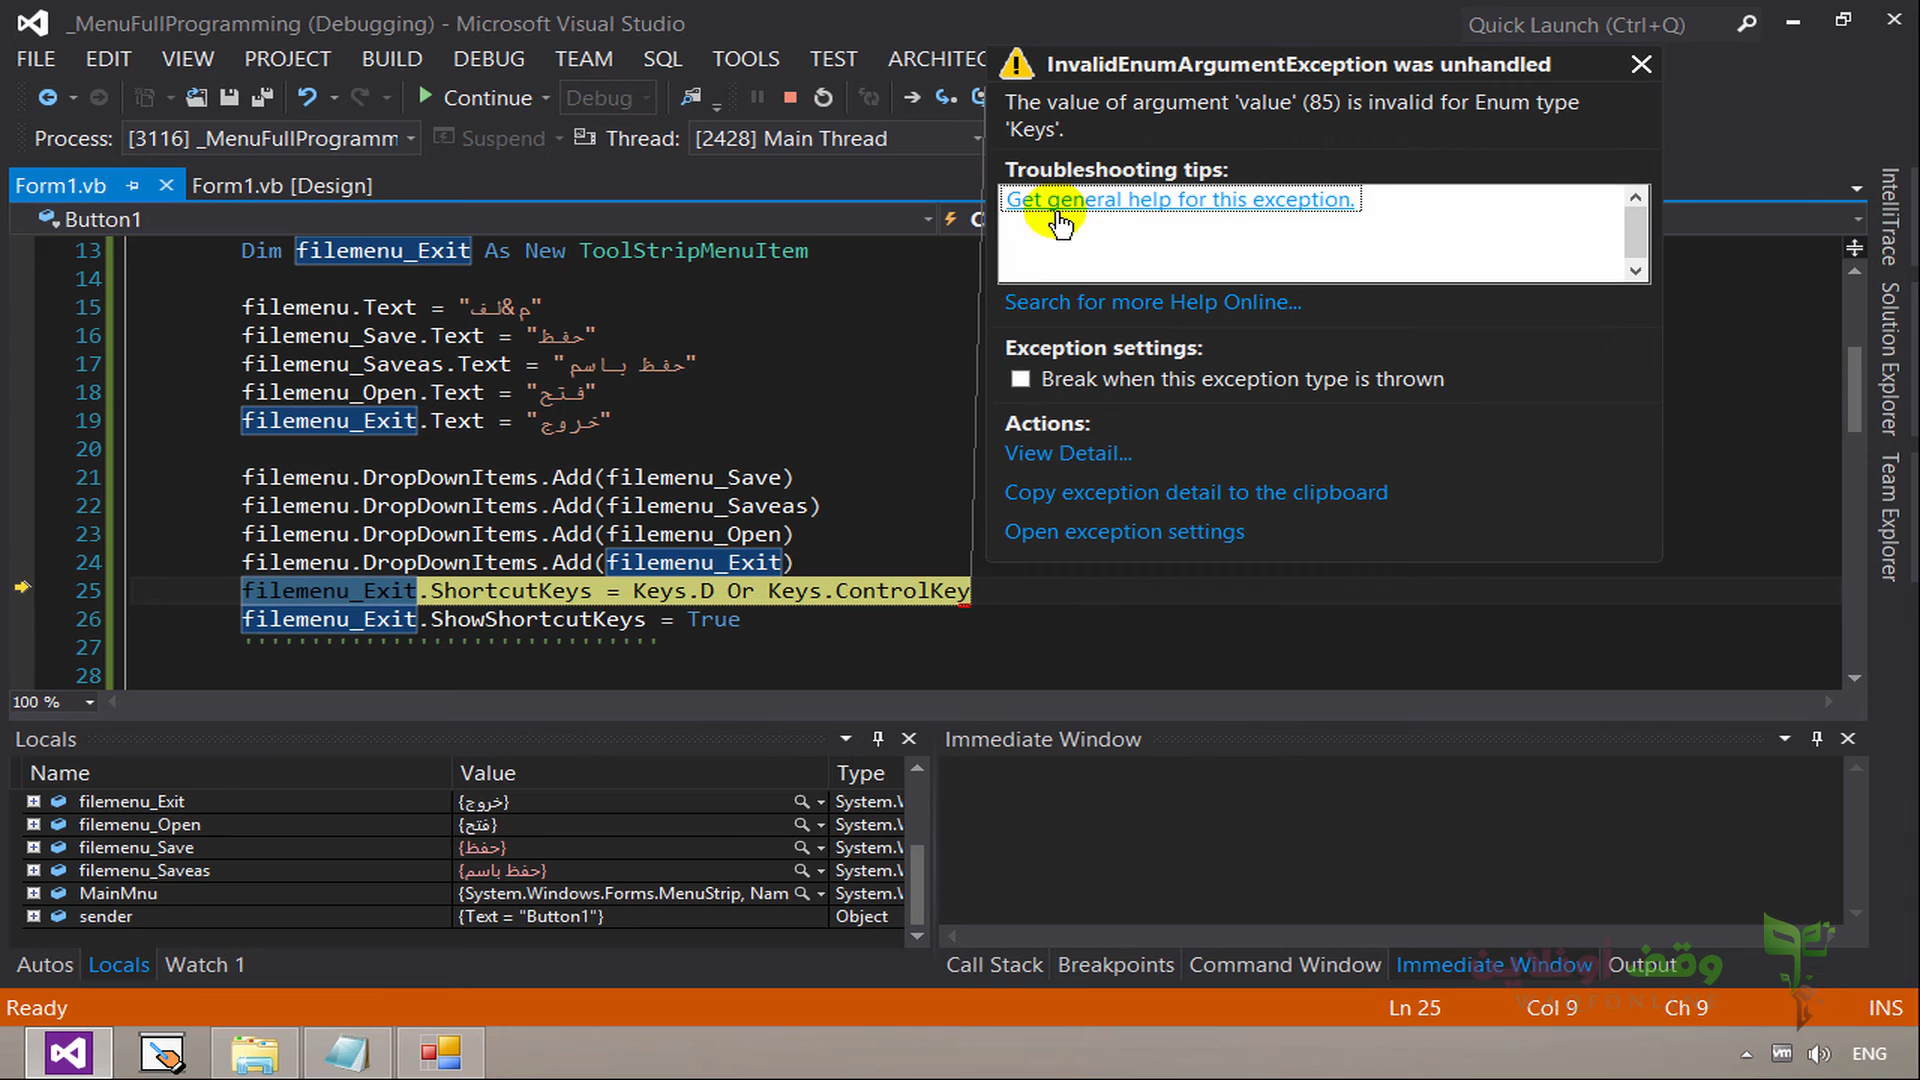 _MenuFullProgramming (Debugging) - Microsoft Visual Studio
Quick Launch (Ctrl+Q)
FILE EDIT VIEW PROJECT BUILD DEBUG TEAM SQL TOOLS TEST ARCHITEC
Continue Debug
Process: [3116] _MenuFullProgramm Suspend Thread: [2428] Main Thread
Form1.vb Form1.vb [Design]
Button1
InvalidEnumArgumentException was unhandled
The value of argument 'value' (85) is invalid for Enum type
'Keys'.
Troubleshooting tips:
Get general help for this exception.
Search for more Help Online...
Exception settings:
Break when this exception type is thrown
Actions:
View Detail...
Copy exception detail to the clipboard
Open exception settings
13 Dim filemenu_Exit As New ToolStripMenuItem
14
15 filemenu.Text = "م&لف"
16 filemenu_Save.Text = "حفظ"
17 filemenu_Saveas.Text = "حفظ باسم"
18 filemenu_Open.Text = "فتح"
19 filemenu_Exit.Text = "خروج"
20
21 filemenu.DropDownItems.Add(filemenu_Save)
22 filemenu.DropDownItems.Add(filemenu_Saveas)
23 filemenu.DropDownItems.Add(filemenu_Open)
24 filemenu.DropDownItems.Add(filemenu_Exit)
25 filemenu_Exit.ShortcutKeys = Keys.D Or Keys.ControlKey
26 filemenu_Exit.ShowShortcutKeys = True
27 '''''''''''''''''''''''''''''''
28
100 %
IntelliTrace
Solution Explorer
Team Explorer
Locals
Name Value Type
filemenu_Exit {خروج} System.V
filemenu_Open {فتح} System.V
filemenu_Save {حفظ} System.V
filemenu_Saveas {حفظ باسم} System.V
MainMnu {System.Windows.Forms.MenuStrip, Nam System.V
sender {Text = "Button1"} Object
Autos Locals Watch 1
Immediate Window
Call Stack Breakpoints Command Window Immediate Window Output
وقف أونلاين
Ready Ln 25 Col 9 Ch 9 INS
vm ENG